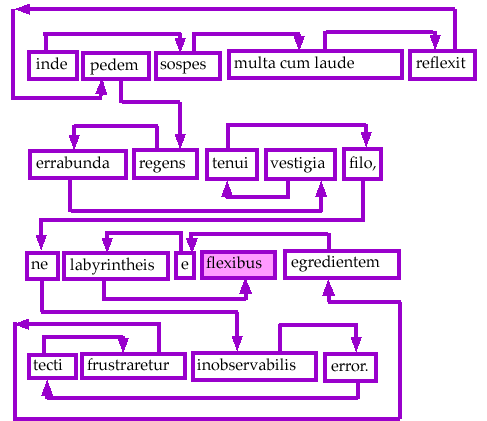 inde pedem sospes multa cum laude reflexit
errabunda regens tenui vestigia filo,
ne labyrintheis e flexibus egredientem
tecti frustraretur inobservabilis error.